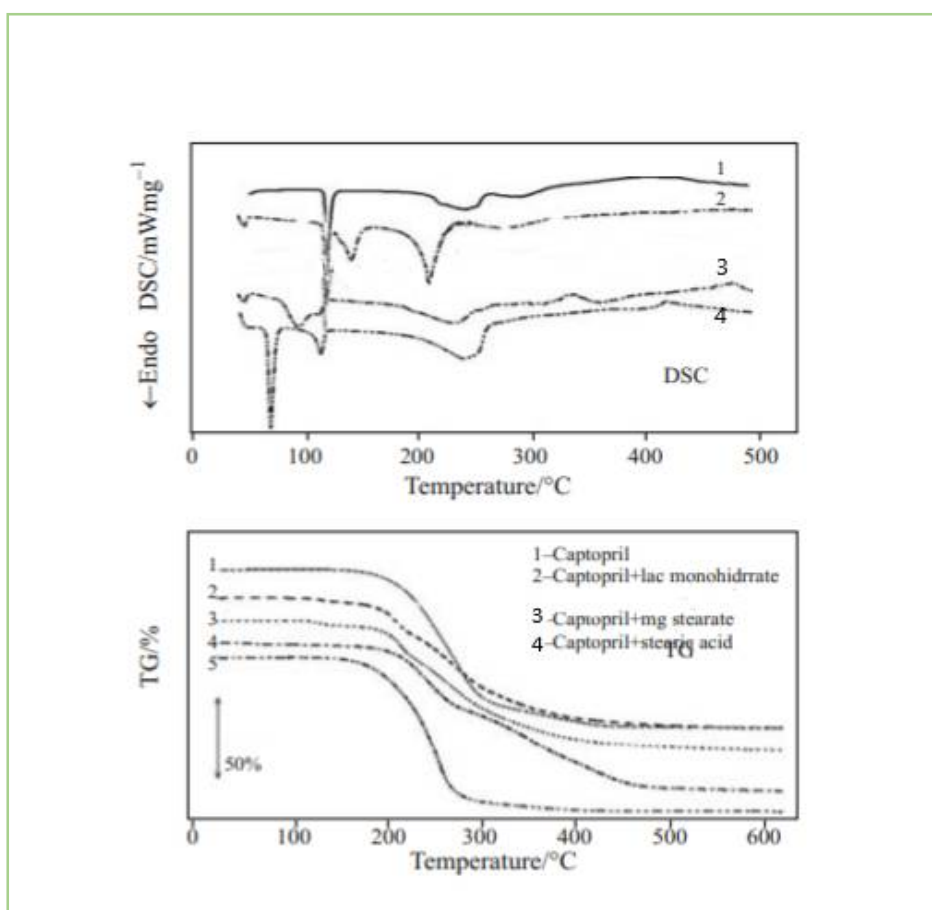 1
2
3
4
←Endo DSC/mWmg⁻¹
DSC
0 100 200 300 400 500
Temperature/°C
1–Captopril
2–Captopril+lac monohidrrate
3–Captopril+mg stearate
4–Captopril+stearic acid
TG
1
2
3
4
5
TG/%
50%
0 100 200 300 400 500 600
Temperature/°C